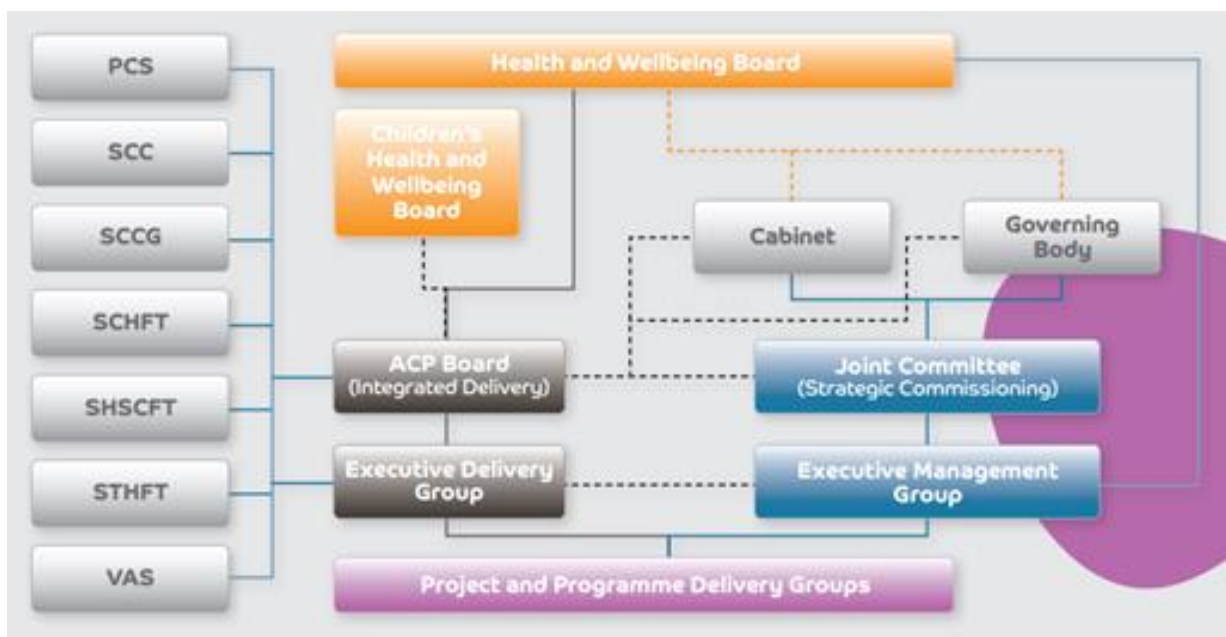 PCS
SCC
SCCG
SCHFT
SHSCFT
STHFT
VAS
Health and Wellbeing Board
Children's
Health and
Wellbeing
Board
Cabinet
Governing
Body
ACP Board
(Integrated Delivery)
Joint Committee
(Strategic Commissioning)
Executive Delivery
Group
Executive Management
Group
Project and Programme Delivery Groups